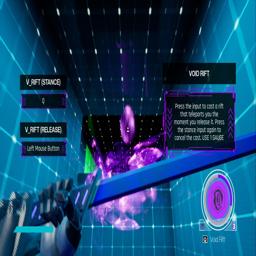 V_RIFT (STANCE)
Q
V_RIFT (RELEASE)
Left Mouse Button
VOID RIFT
Press the input to cast a rift
that teleports you the
moment you release it. Press
the stance input again to
cancel the cast. USE 1 GAUGE
3
Void Rift